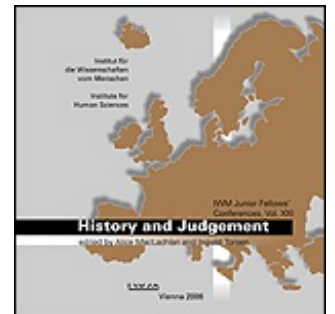 Institut für
die Wissenschaften
vom Menschen
Institute for
Human Sciences
IWM Junior Fellows'
Conferences, Vol. XXI
History and Judgement
edited by Alice MacLachlan and Ingvild Torsen
Vienna 2006